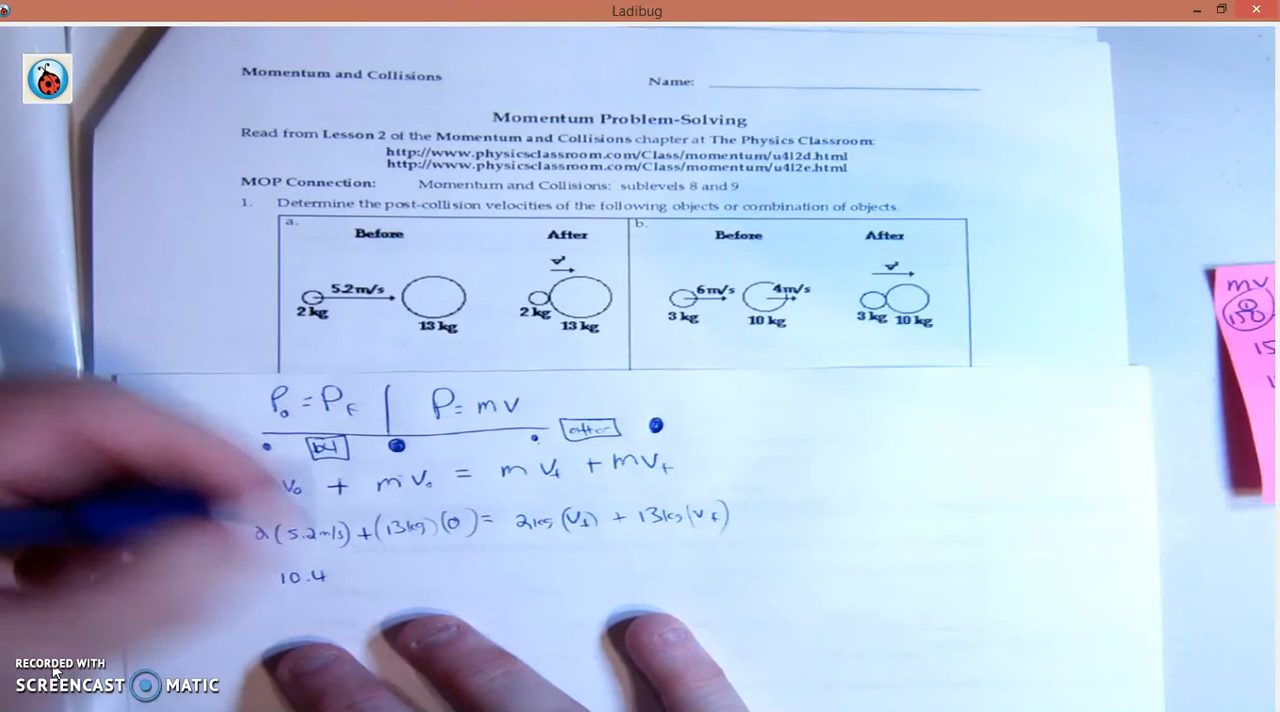 Ladibug
Momentum and Collisions
Name:
Momentum Problem-Solving
Read from Lesson 2 of the Momentum and Collisions chapter at The Physics Classroom:
http://www.physicsclassroom.com/Class/momentum/u4l2d.html
http://www.physicsclassroom.com/Class/momentum/u4l2e.html
MOP Connection: Momentum and Collisions: sublevels 8 and 9
1. Determine the post-collision velocities of the following objects or combination of objects.
a. Before After
5.2 m/s v
2 kg 13 kg 2 kg 13 kg
b. Before After
6 m/s 4 m/s v
3 kg 10 kg 3 kg 10 kg
P₀ = P_F | P = mv
after
v₀ + mv₀ = mv_f + mv_f
2(5.2 m/s) + (13kg)(0) = 2kg(v_f) + 13kg(v_f)
10.4
mv
15
RECORDED WITH
SCREENCAST MATIC